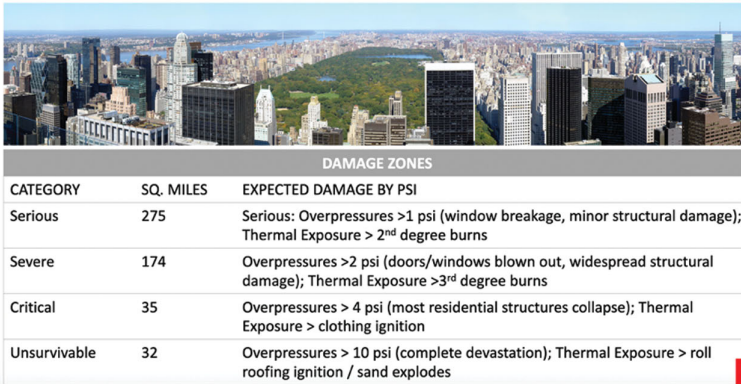 DAMAGE ZONES
CATEGORY SQ. MILES EXPECTED DAMAGE BY PSI
Serious 275 Serious: Overpressures >1 psi (window breakage, minor structural damage);
Thermal Exposure > 2nd degree burns
Severe 174 Overpressures >2 psi (doors/windows blown out, widespread structural
damage); Thermal Exposure >3rd degree burns
Critical 35 Overpressures > 4 psi (most residential structures collapse); Thermal
Exposure > clothing ignition
Unsurvivable 32 Overpressures > 10 psi (complete devastation); Thermal Exposure > roll
roofing ignition / sand explodes